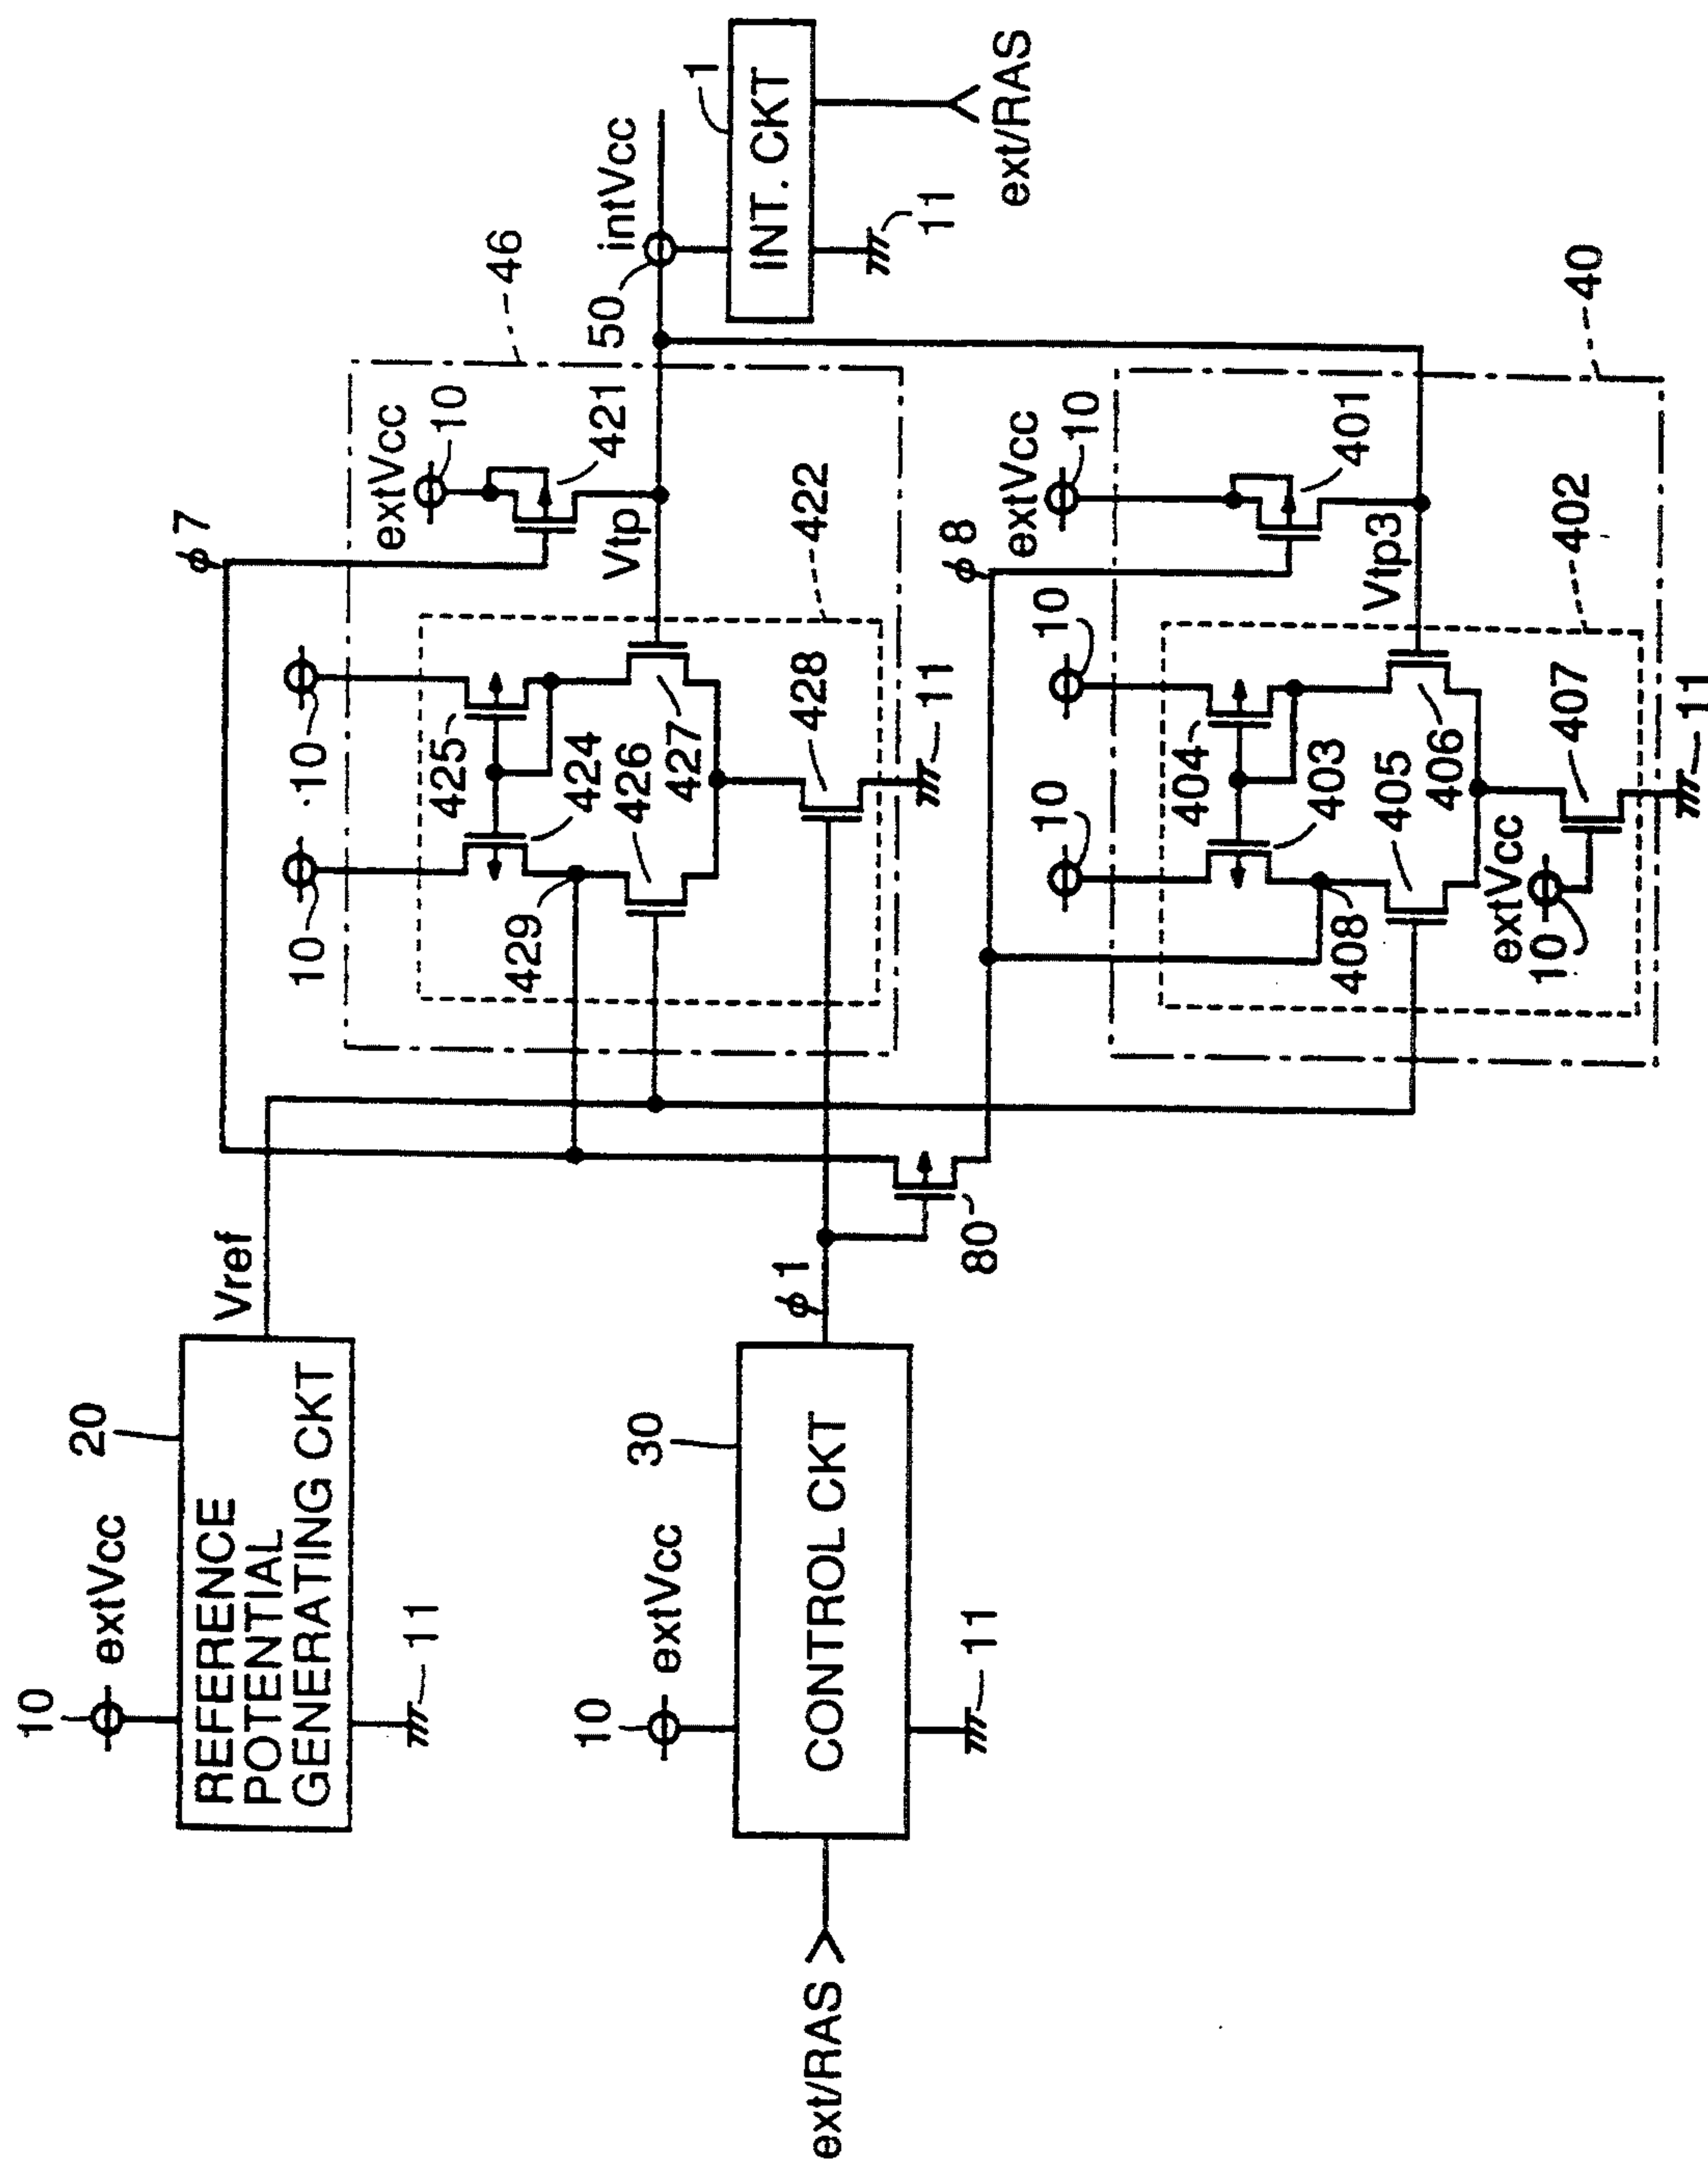 10
extVcc
20
REFERENCE
POTENTIAL
GENERATING CKT
11
Vref
10
extVcc
30
CONTROL CKT
11
ext/RAS
ϕ1
80
ϕ7
46
10
10
extVcc
10
421
425
424
426
427
428
429
Vtp
422
11
50
intVcc
1
INT. CKT
11
ext/RAS
ϕ8
40
10
10
extVcc
10
401
404
403
405
406
407
408
Vtp3
402
extVcc
10
11